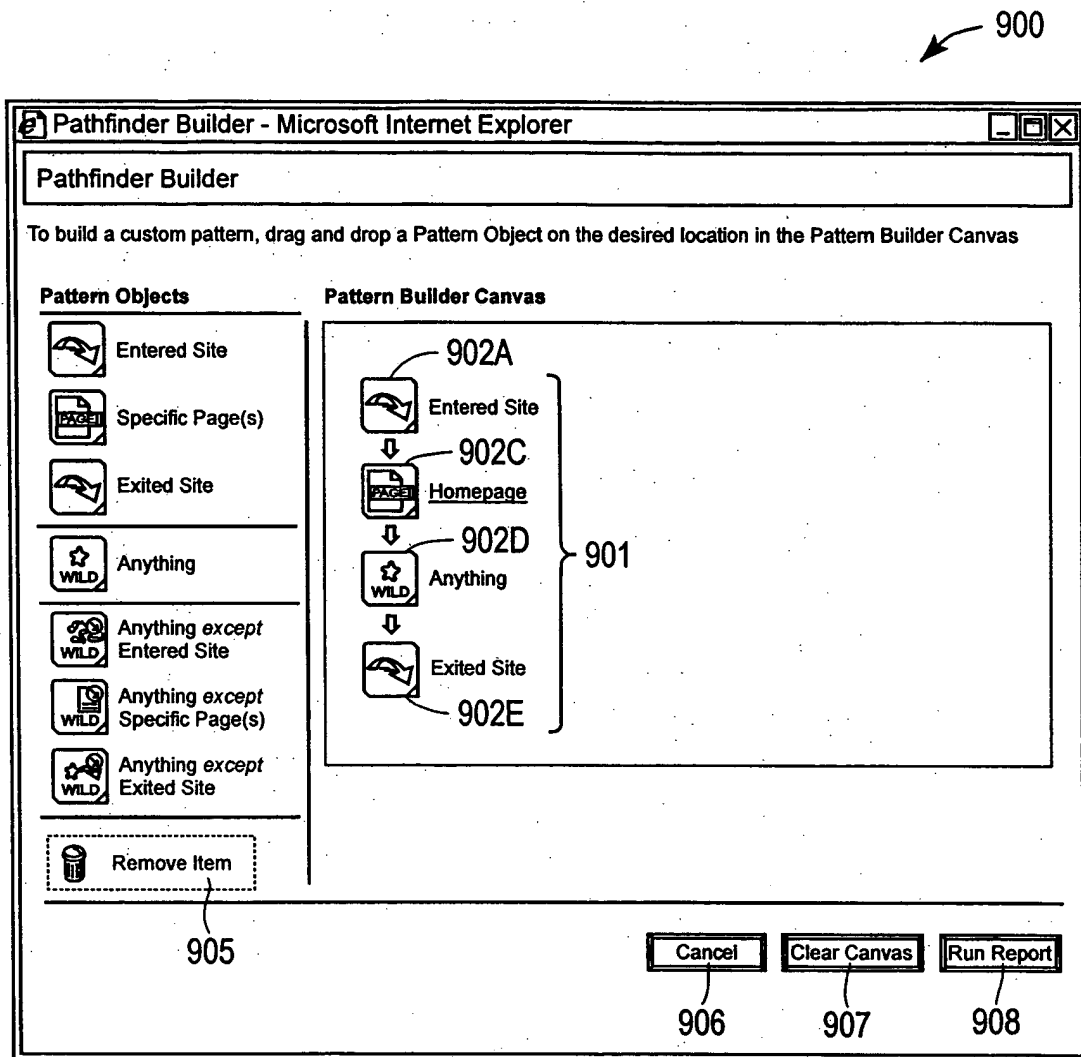 900
Pathfinder Builder - Microsoft Internet Explorer
Pathfinder Builder
To build a custom pattern, drag and drop a Pattern Object on the desired location in the Pattern Builder Canvas
Pattern Objects
Entered Site
PAGE
Specific Page(s)
Exited Site
WILD
Anything
WILD
Anything except
Entered Site
WILD
Anything except
Specific Page(s)
WILD
Anything except
Exited Site
Remove Item
905
Pattern Builder Canvas
902A
Entered Site
902C
PAGE
Homepage
902D
WILD
Anything
Exited Site
902E
901
Cancel
Clear Canvas
Run Report
906
907
908